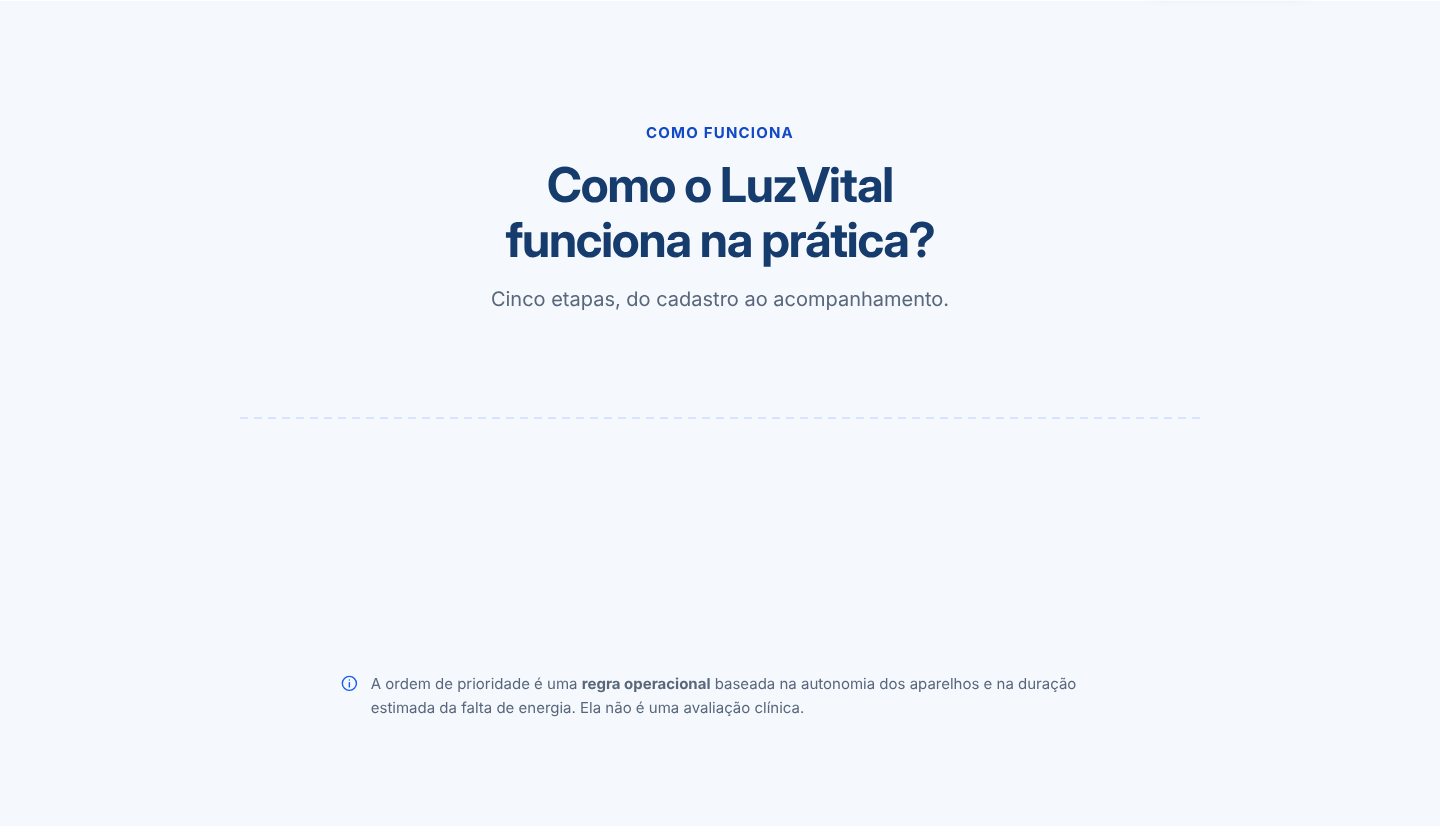 COMO FUNCIONA
Como o LuzVital
funciona na prática?
Cinco etapas, do cadastro ao acompanhamento.
A ordem de prioridade é uma regra operacional baseada na autonomia dos aparelhos e na duração
estimada da falta de energia. Ela não é uma avaliação clínica.